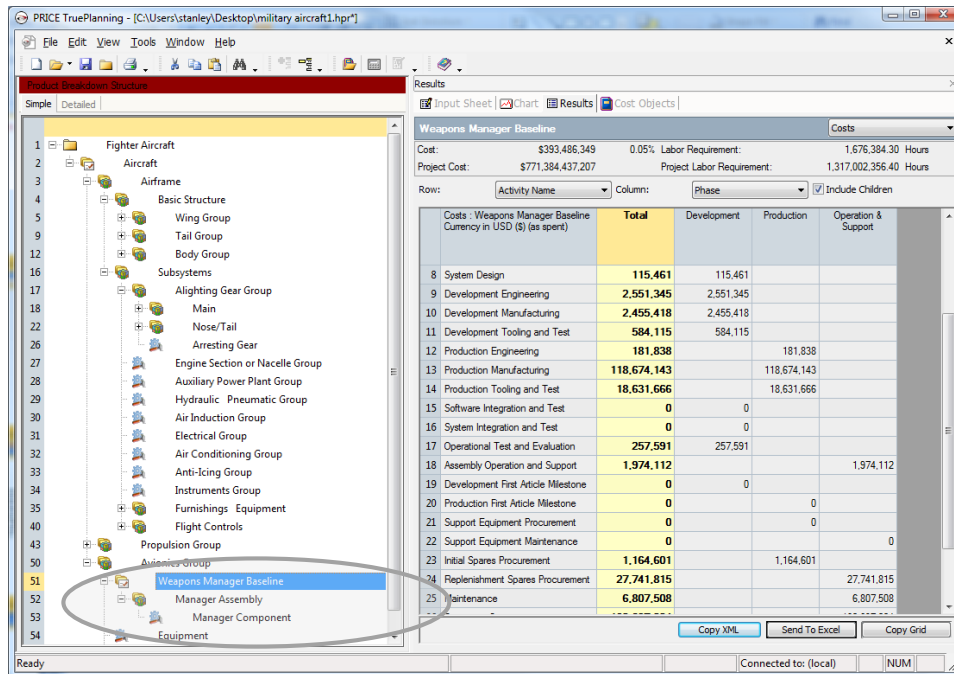 PRICE TruePlanning - [C:\Users\stanley\Desktop\military aircraft1.hpr*]
File Edit View Tools Window Help
Product Breakdown Structure
Simple Detailed
1 Fighter Aircraft
2 Aircraft
3 Airframe
4 Basic Structure
5 Wing Group
9 Tail Group
12 Body Group
16 Subsystems
17 Alighting Gear Group
18 Main
22 Nose/Tail
26 Arresting Gear
27 Engine Section or Nacelle Group
28 Auxiliary Power Plant Group
29 Hydraulic Pneumatic Group
30 Air Induction Group
31 Electrical Group
32 Air Conditioning Group
33 Anti-Icing Group
34 Instruments Group
35 Furnishings Equipment
40 Flight Controls
43 Propulsion Group
50 Avionics Group
51 Weapons Manager Baseline
52 Manager Assembly
53 Manager Component
54 Equipment
Results
Input Sheet Chart Results Cost Objects
Weapons Manager Baseline Costs
Cost: $393,486,349 0.05% Labor Requirement: 1,676,384.30 Hours
Project Cost: $771,384,437,207 Project Labor Requirement: 1,317,002,356.40 Hours
Row: Activity Name Column: Phase Include Children
Costs : Weapons Manager Baseline Total Development Production Operation &
Currency in USD ($) (as spent) Support
8 System Design 115,461 115,461
9 Development Engineering 2,551,345 2,551,345
10 Development Manufacturing 2,455,418 2,455,418
11 Development Tooling and Test 584,115 584,115
12 Production Engineering 181,838 181,838
13 Production Manufacturing 118,674,143 118,674,143
14 Production Tooling and Test 18,631,666 18,631,666
15 Software Integration and Test 0 0
16 System Integration and Test 0 0
17 Operational Test and Evaluation 257,591 257,591
18 Assembly Operation and Support 1,974,112 1,974,112
19 Development First Article Milestone 0 0
20 Production First Article Milestone 0 0
21 Support Equipment Procurement 0 0
22 Support Equipment Maintenance 0 0
23 Initial Spares Procurement 1,164,601 1,164,601
24 Replenishment Spares Procurement 27,741,815 27,741,815
25 Maintenance 6,807,508 6,807,508
Copy XML Send To Excel Copy Grid
Ready Connected to: (local) NUM